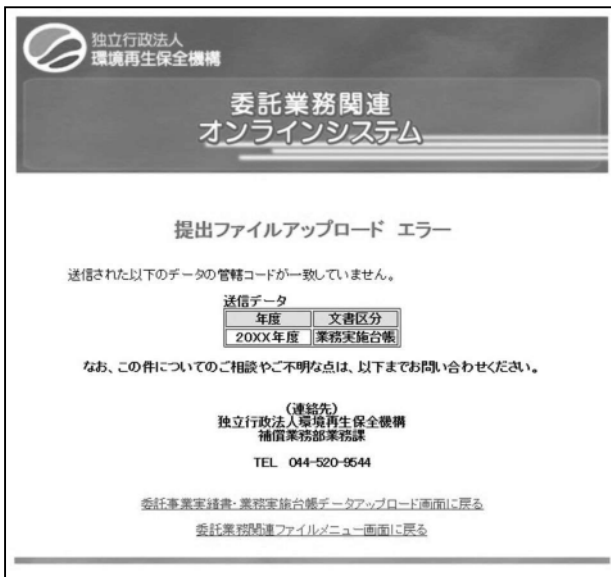 独立行政法人
環境再生保全機構
委託業務関連
オンラインシステム
提出ファイルアップロード エラー
送信された以下のデータの管轄コードが一致していません。
送信データ
年度 文書区分
20XX年度 業務実施台帳
なお、この件についてのご相談やご不明な点は、以下までお問い合わせください。
(連絡先)
独立行政法人環境再生保全機構
補償業務部業務課
TEL 044-520-9544
委託事業実績書・業務実施台帳データアップロード画面に戻る
委託業務関連ファイルメニュー画面に戻る